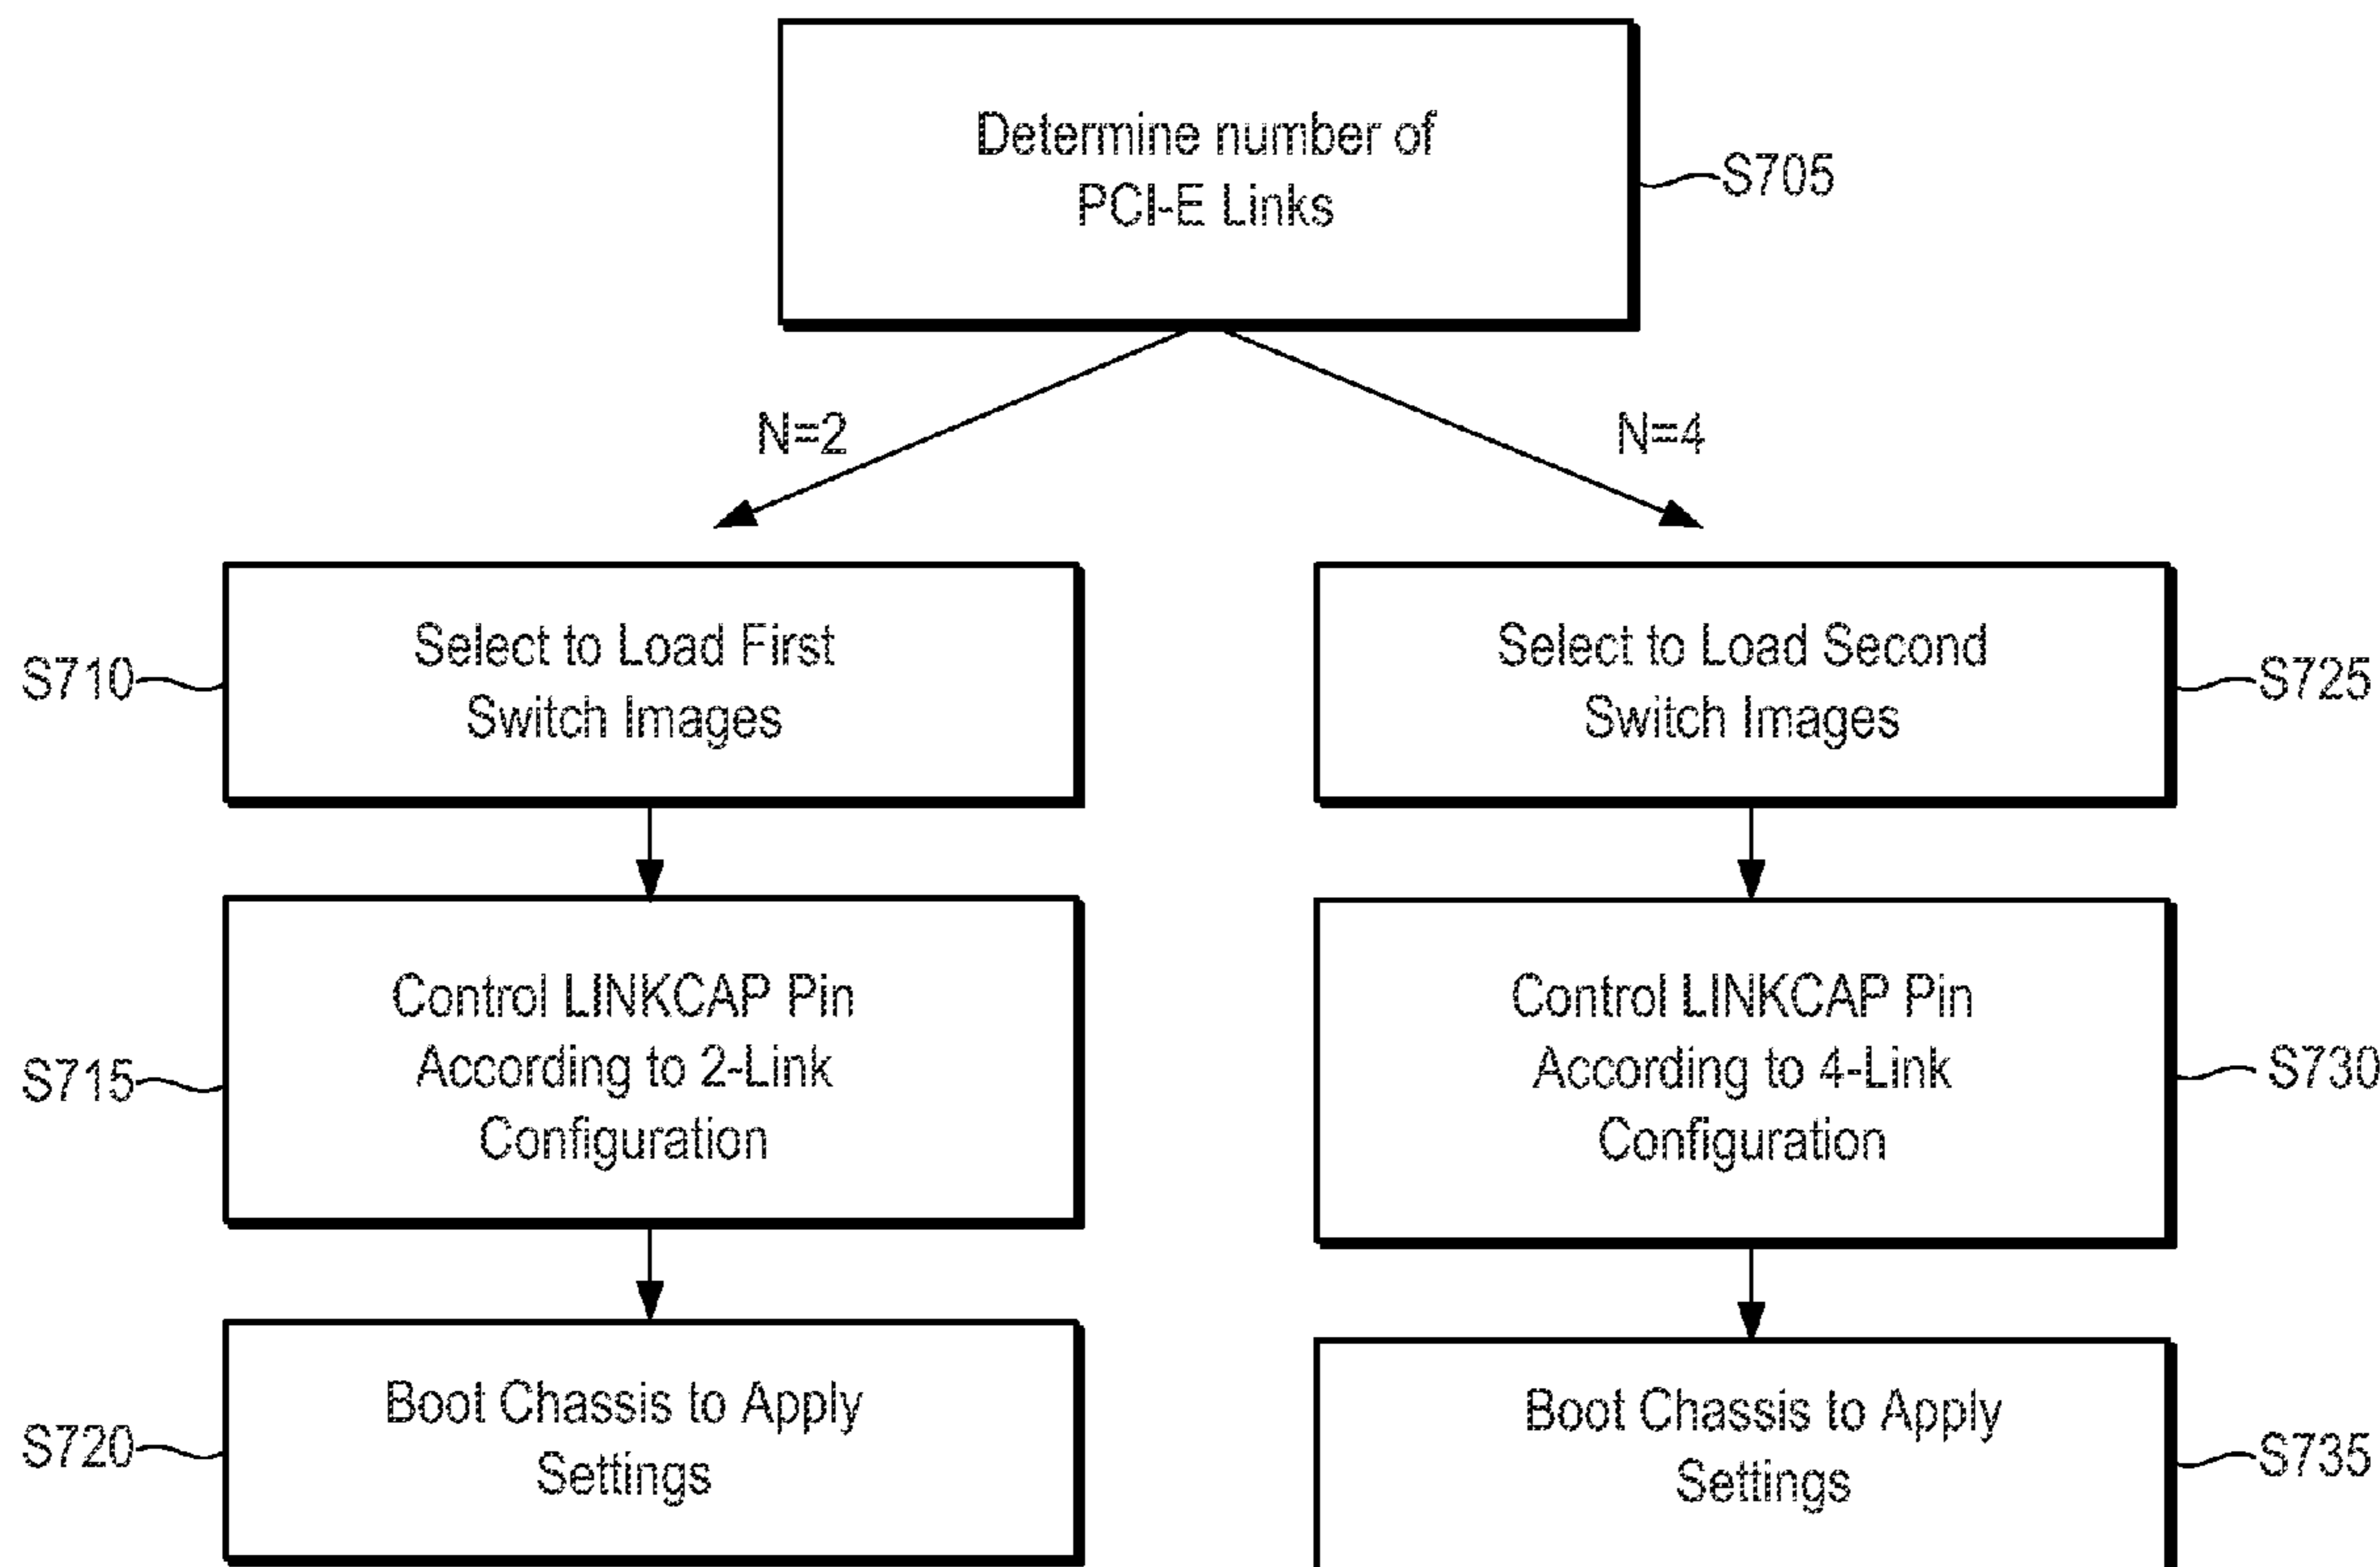 Determine number of
PCI-E Links
S705
N=2
N=4
Select to Load First
Switch Images
S710
Select to Load Second
Switch Images
S725
Control LINKCAP Pin
According to 2-Link
Configuration
S715
Control LINKCAP Pin
According to 4-Link
Configuration
S730
Boot Chassis to Apply
Settings
S720
Boot Chassis to Apply
Settings
S735